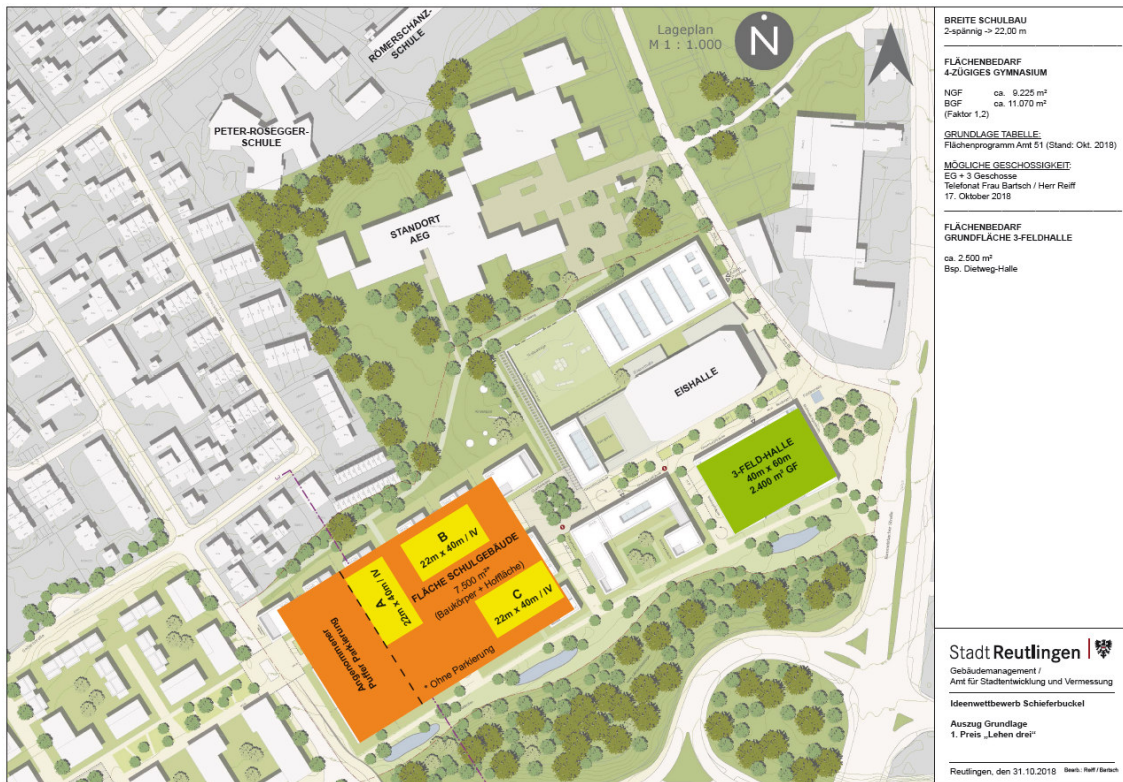 Lageplan
M 1 : 1.000
N
RÖMERSCHANZ-
SCHULE
PETER-ROSEGGER-
SCHULE
STANDORT
AEG
EISHALLE
3-FELD-HALLE
40m x 60m
2.400 m² GF
B
22m x 40m / IV
A
22m x 40m / IV
FLÄCHE SCHULGEBÄUDE
7.500 m²*
(Baukörper + Hoffläche)
C
22m x 40m / IV
Angenommener
Puffer Parkierung
* Ohne Parkierung
BREITE SCHULBAU
2-spännig -> 22,00 m
FLÄCHENBEDARF
4-ZÜGIGES GYMNASIUM
NGF ca. 9.225 m²
BGF ca. 11.070 m²
(Faktor 1,2)
GRUNDLAGE TABELLE:
Flächenprogramm Amt 51 (Stand: Okt. 2018)
MÖGLICHE GESCHOSSIGKEIT:
EG + 3 Geschosse
Telefonat Frau Bartsch / Herr Reiff
17. Oktober 2018
FLÄCHENBEDARF
GRUNDFLÄCHE 3-FELDHALLE
ca. 2.500 m²
Bsp. Dietweg-Halle
Stadt Reutlingen
Gebäudemanagement /
Amt für Stadtentwicklung und Vermessung
Ideenwettbewerb Schieferbuckel
Auszug Grundlage
1. Preis „Lehen drei“
Reutlingen, den 31.10.2018 Bearb.: Reiff / Bartsch